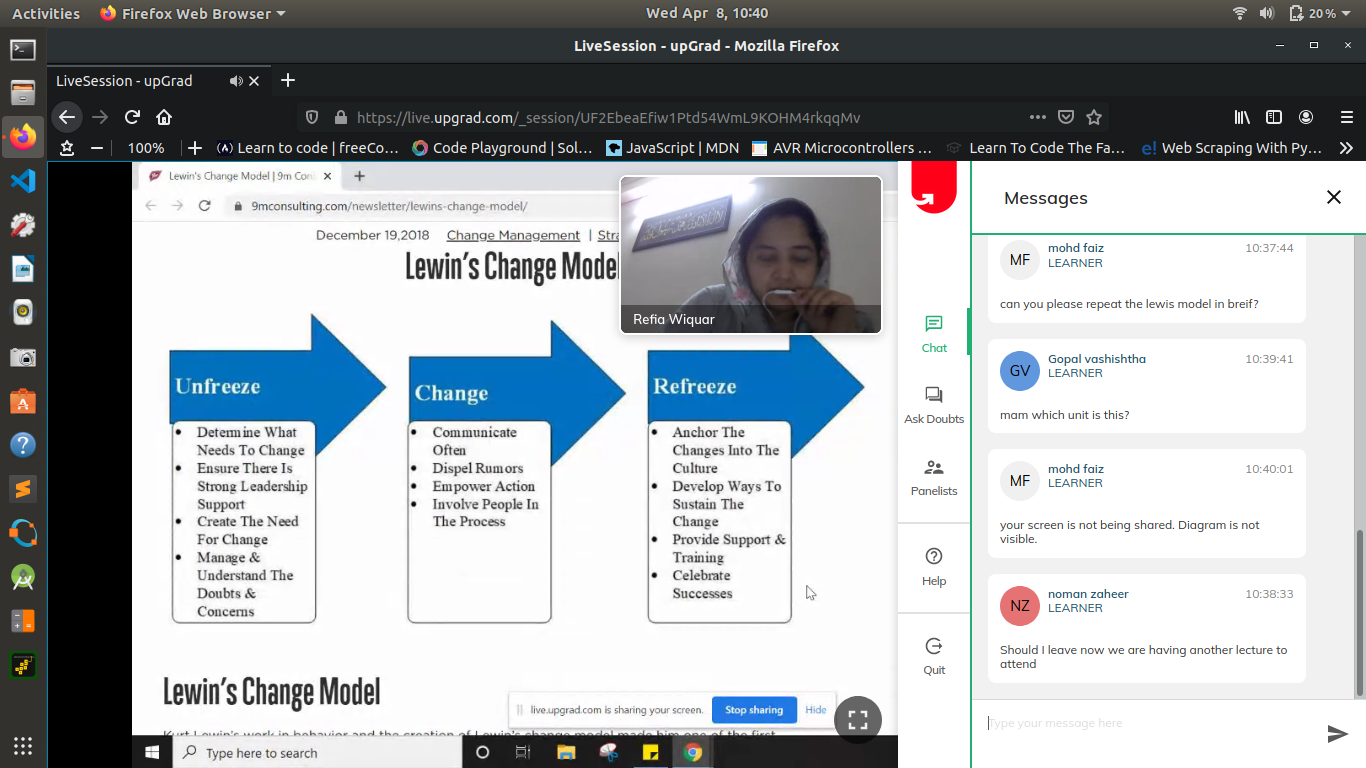 Activities
Firefox Web Browser
Wed Apr 8, 10:40
20%
LiveSession - upGrad - Mozilla Firefox
LiveSession - upGrad
https://live.upgrad.com/_session/UF2EbeaEfiw1Ptd54WmL9KOHM4rkqqMv
100%
Learn to code | freeCo…
Code Playground | Sol…
JavaScript | MDN
AVR Microcontrollers …
Learn To Code The Fa…
Web Scraping With Py…
Lewin's Change Model | 9m Con
9mconsulting.com/newsletter/lewins-change-model/
December 19,2018 Change Management | Stra
Lewin's Change Model
Refia Wiquar
Unfreeze
Determine What
Needs To Change
Ensure There Is
Strong Leadership
Support
Create The Need
For Change
Manage &
Understand The
Doubts &
Concerns
Change
Communicate
Often
Dispel Rumors
Empower Action
Involve People In
The Process
Refreeze
Anchor The
Changes Into The
Culture
Develop Ways To
Sustain The
Change
Provide Support &
Training
Celebrate
Successes
Lewin's Change Model
live.upgrad.com is sharing your screen.
Stop sharing
Hide
Kurt Lewin's work in behavior and the creation of Lewin's change model made him one of the first
Type here to search
Chat
Ask Doubts
Panelists
Help
Quit
Messages
MF
mohd faiz
10:37:44
LEARNER
can you please repeat the lewis model in breif?
GV
Gopal vashishtha
10:39:41
LEARNER
mam which unit is this?
MF
mohd faiz
10:40:01
LEARNER
your screen is not being shared. Diagram is not
visible.
NZ
noman zaheer
10:38:33
LEARNER
Should I leave now we are having another lecture to
attend
Type your message here